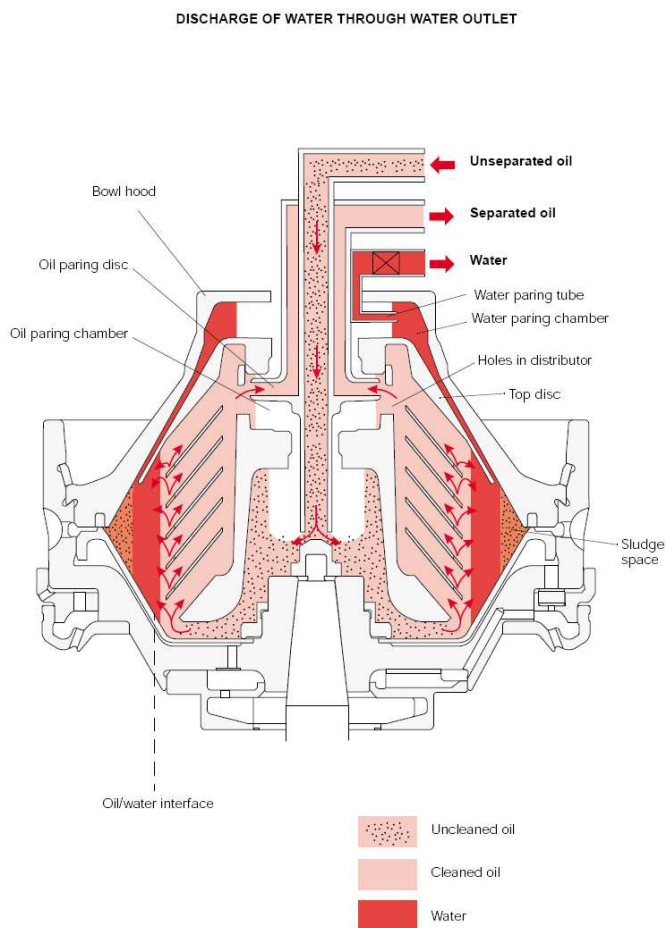 DISCHARGE OF WATER THROUGH WATER OUTLET
Unseparated oil
Bowl hood
Separated oil
Oil paring disc
Water
Water paring tube
Water paring chamber
Oil paring chamber
Holes in distributor
Top disc
Sludge
space
Oil/water interface
Uncleaned oil
Cleaned oil
Water